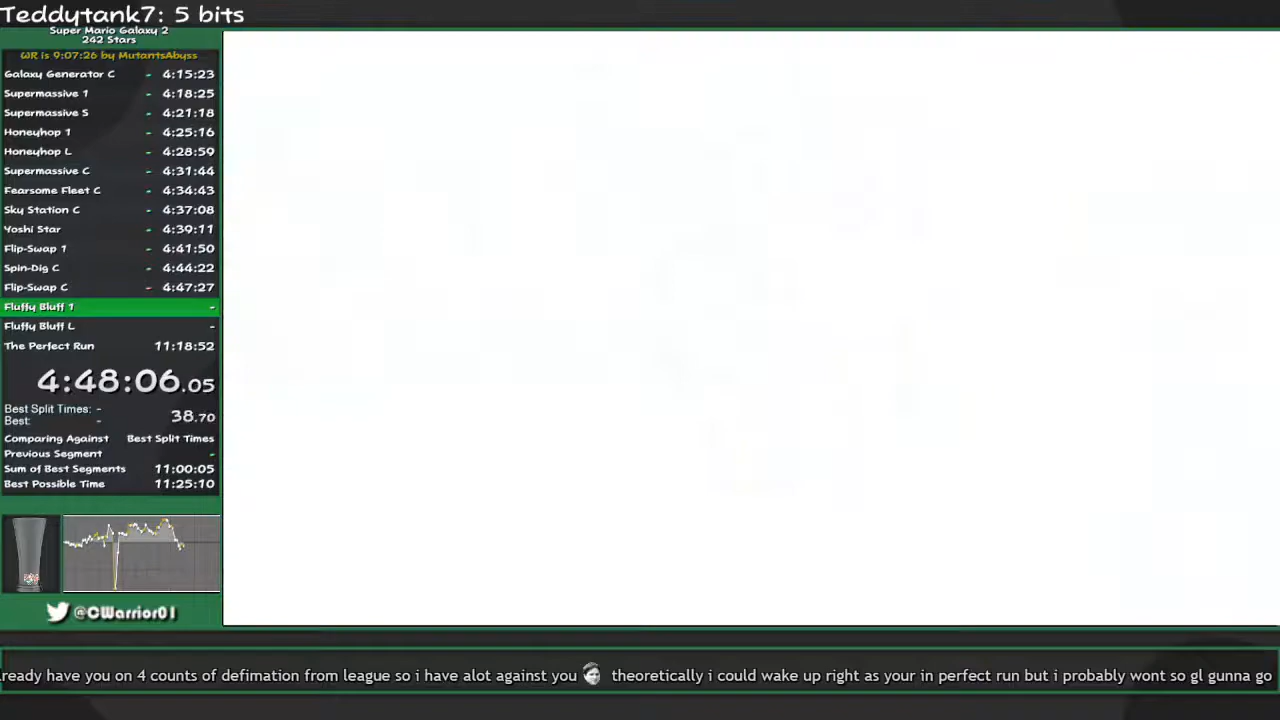 Teddytank7: 5 bits
Super Mario Galaxy 2
242 Stars
WR is 9:07:26 by MutantsAbyss
Galaxy Generator C - 4:15:23
Supermassive 1 - 4:18:25
Supermassive S - 4:21:18
Honeyhop 1 - 4:25:16
Honeyhop L - 4:28:59
Supermassive C - 4:31:44
Fearsome Fleet C - 4:34:43
Sky Station C - 4:37:08
Yoshi Star - 4:39:11
Flip-Swap 1 - 4:41:50
Spin-Dig C - 4:44:22
Flip-Swap C - 4:47:27
Fluffy Bluff 1 -
Fluffy Bluff L -
The Perfect Run 11:18:52
4:48:06.05
Best Split Times: -
Best: - 38.70
Comparing Against Best Split Times
Previous Segment -
Sum of Best Segments 11:00:05
Best Possible Time 11:25:10
@CWarrior01
ready have you on 4 counts of defimation from league so i have alot against you theoretically i could wake up right as your in perfect run but i probably wont so gl gunna go